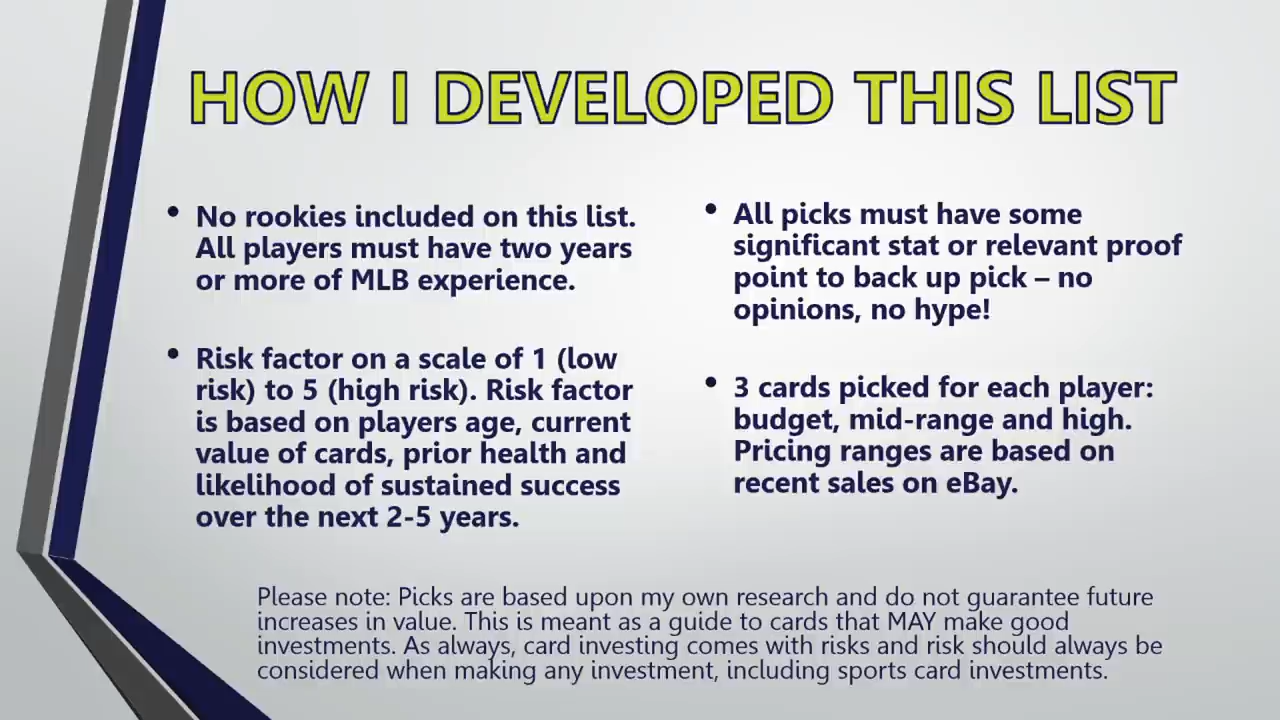 HOW I DEVELOPED THIS LIST
• No rookies included on this list.
All players must have two years
or more of MLB experience.
• Risk factor on a scale of 1 (low
risk) to 5 (high risk). Risk factor
is based on players age, current
value of cards, prior health and
likelihood of sustained success
over the next 2-5 years.
• All picks must have some
significant stat or relevant proof
point to back up pick – no
opinions, no hype!
• 3 cards picked for each player:
budget, mid-range and high.
Pricing ranges are based on
recent sales on eBay.
Please note: Picks are based upon my own research and do not guarantee future
increases in value. This is meant as a guide to cards that MAY make good
investments. As always, card investing comes with risks and risk should always be
considered when making any investment, including sports card investments.